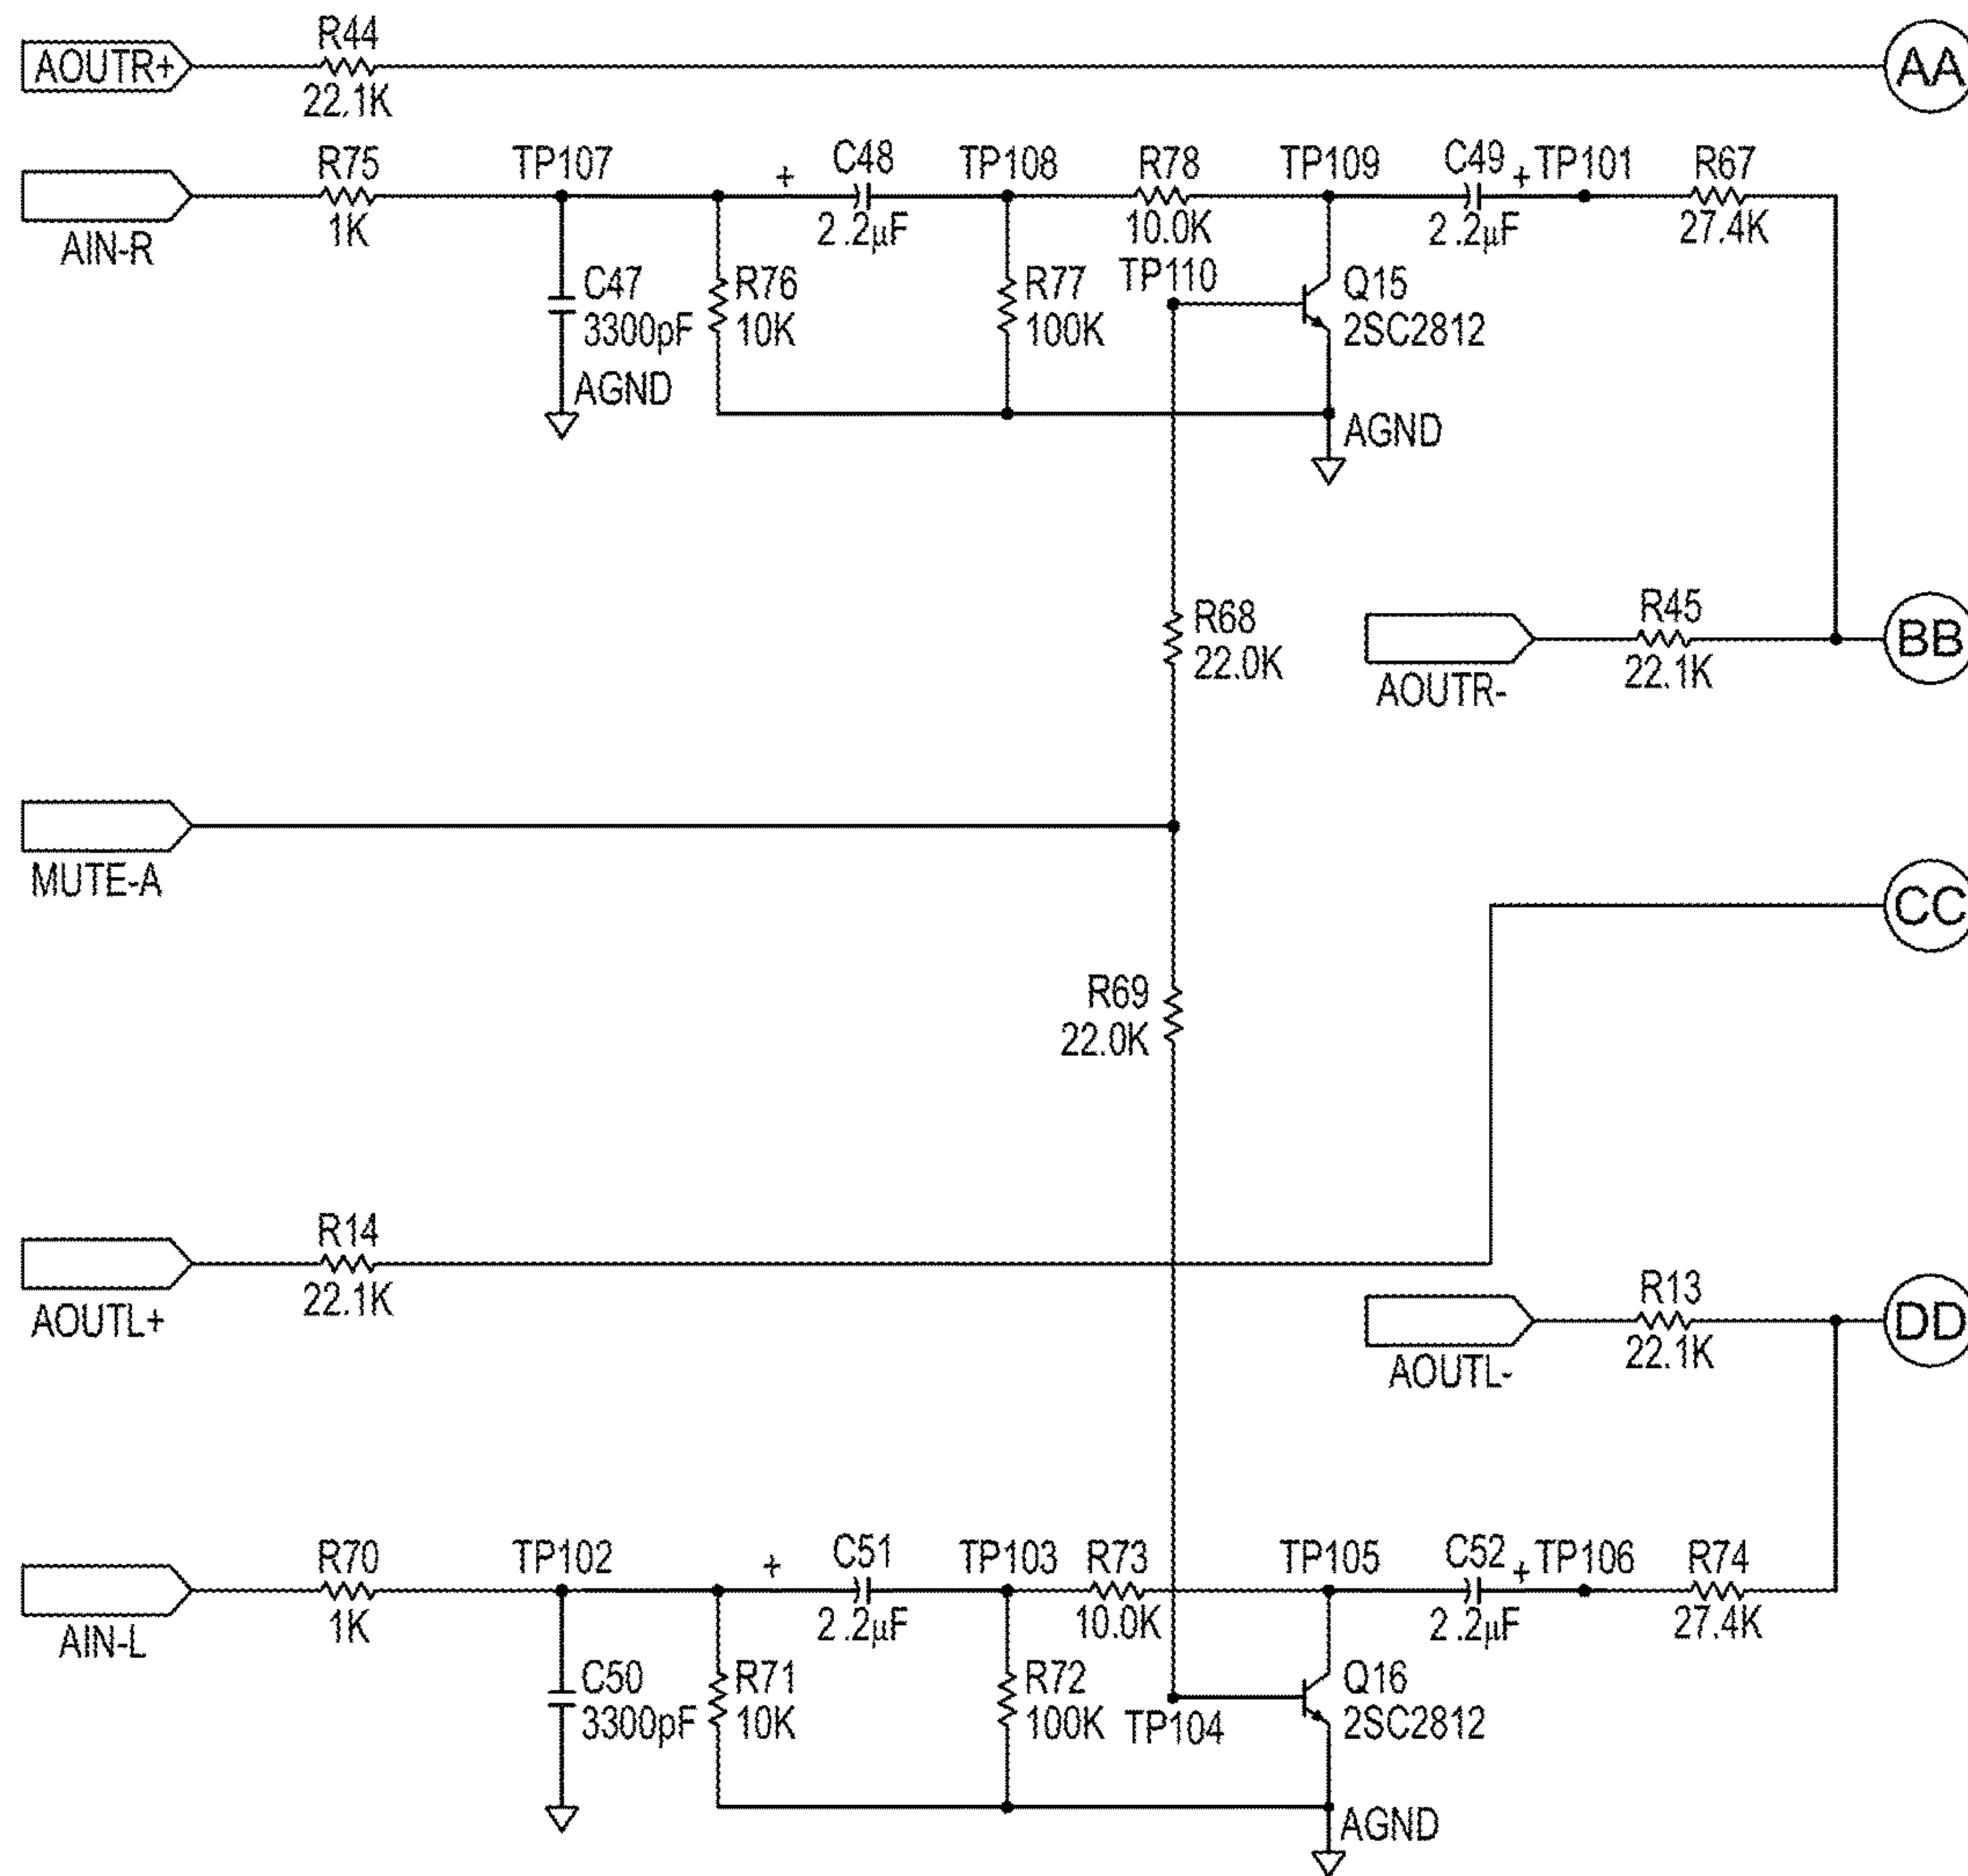 R44
AOUTR+
AA
22.1K
R75
TP107
+
C48
TP108
R78
TP109
C49
+
TP101
R67
1K
2.2µF
10.0K
2.2µF
27.4K
AIN-R
TP110
C47
3300pF
R76
10K
R77
100K
Q15
2SC2812
AGND
AGND
R68
22.0K
R45
BB
22.1K
AOUTR-
MUTE-A
CC
R69
22.0K
R14
22.1K
AOUTL+
R13
DD
22.1K
AOUTL-
R70
TP102
+
C51
TP103
R73
TP105
C52
+
TP106
R74
1K
2.2µF
10.0K
2.2µF
27.4K
AIN-L
C50
3300pF
R71
10K
R72
100K
TP104
Q16
2SC2812
AGND